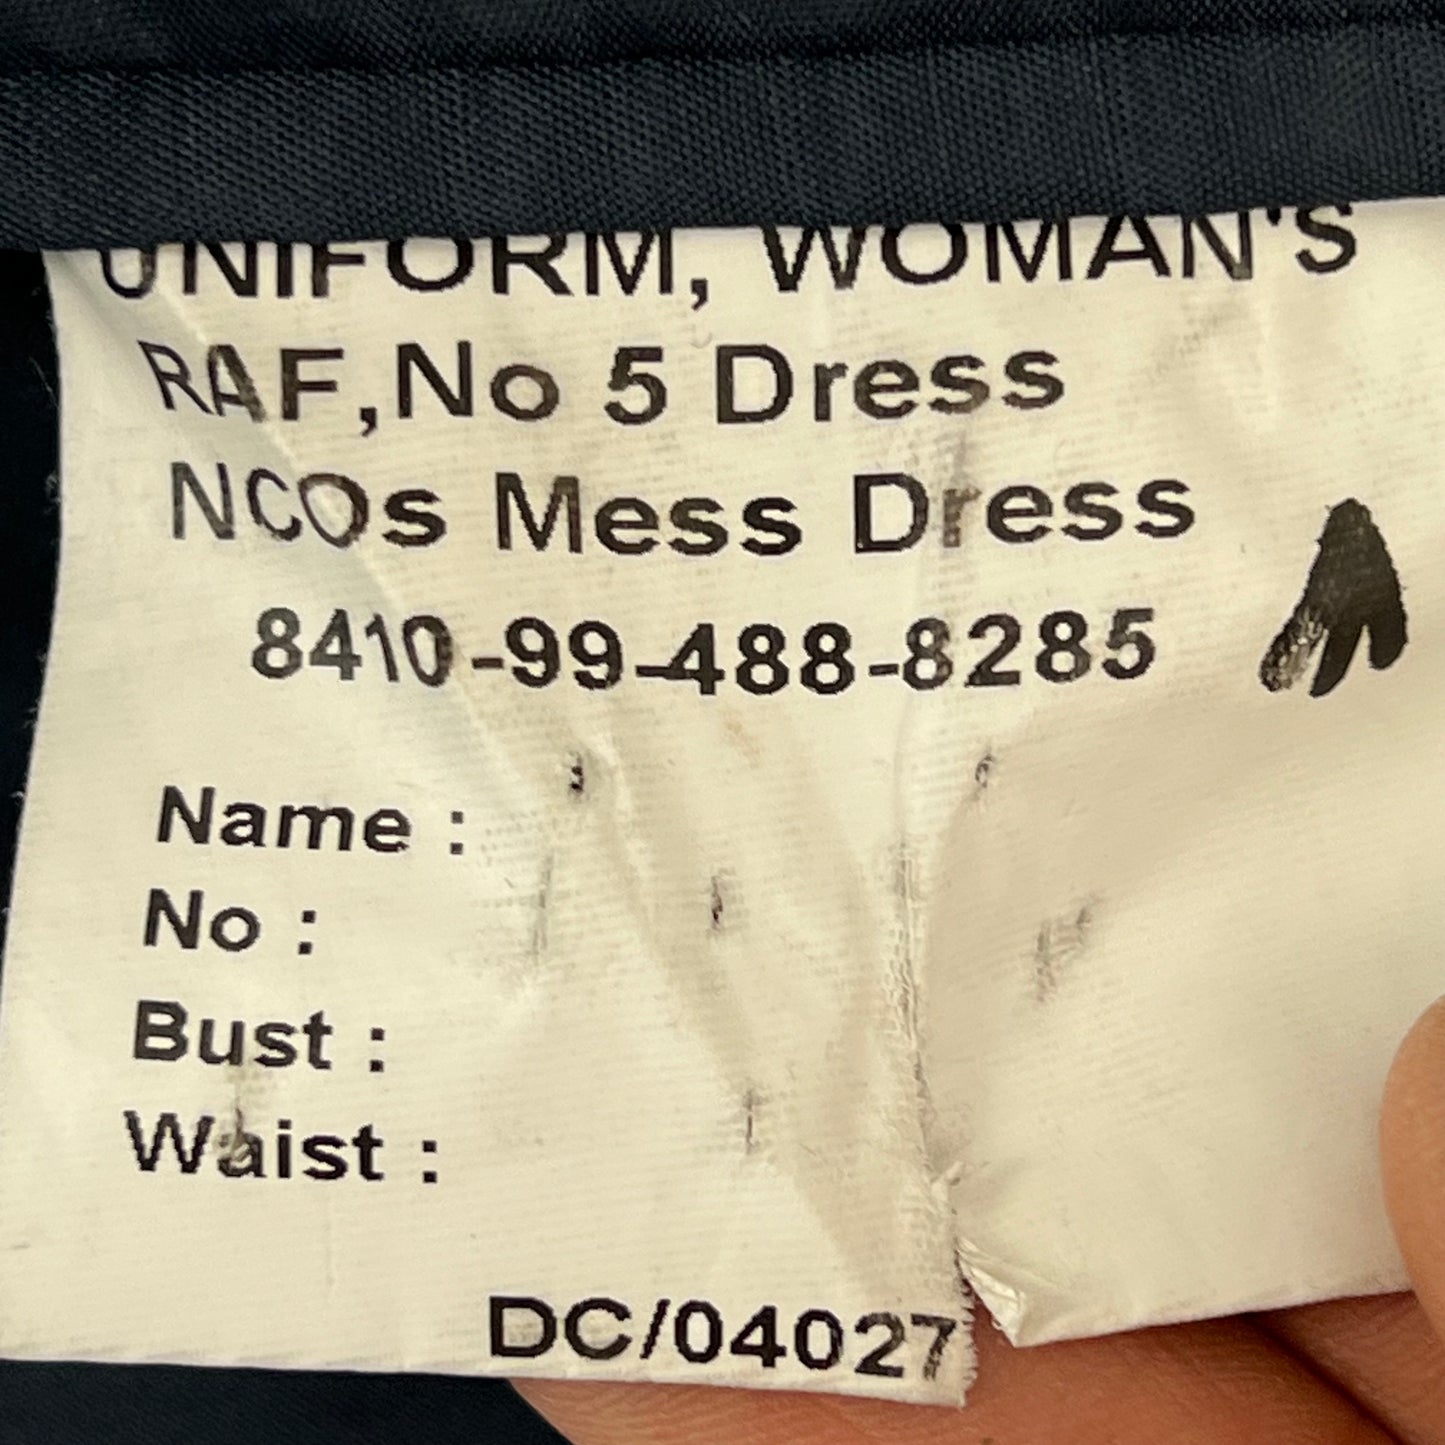 UNIFORM, WOMAN'S
RAF,No 5 Dress
NCOs Mess Dress
8410-99-488-8285
Name :
No :
Bust :
Waist :
DC/04027